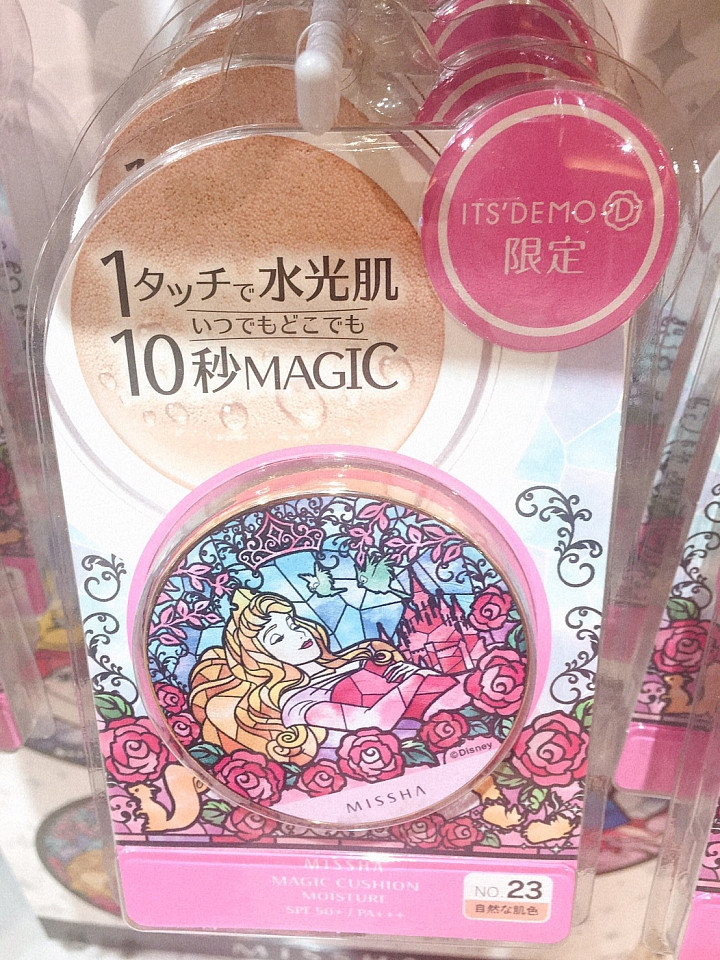 ITS'DEMO D
限定
1タッチで水光肌
いつでもどこでも
10秒MAGIC
©Disney
MISSHA
MISSHA
MAGIC CUSHION
MOISTURE
SPF 50+ / PA+++
NO.23
自然な肌色